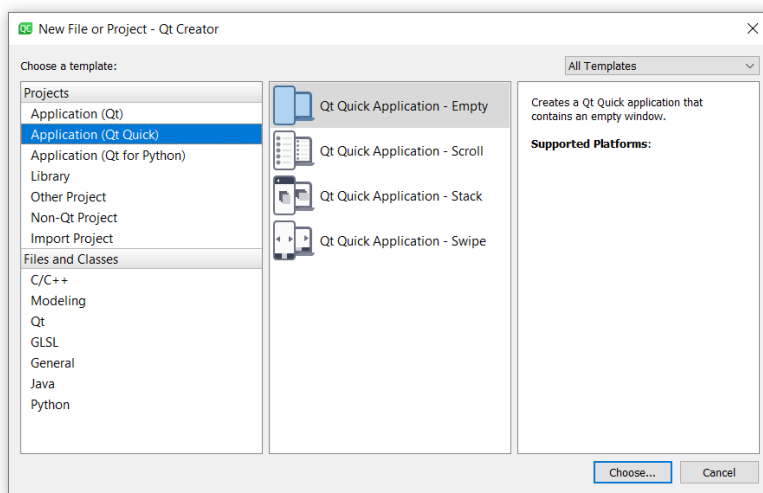 QC New File or Project - Qt Creator
Choose a template:
All Templates
Projects
Application (Qt)
Application (Qt Quick)
Application (Qt for Python)
Library
Other Project
Non-Qt Project
Import Project
Files and Classes
C/C++
Modeling
Qt
GLSL
General
Java
Python
Qt Quick Application - Empty
Qt Quick Application - Scroll
Qt Quick Application - Stack
Qt Quick Application - Swipe
Creates a Qt Quick application that
contains an empty window.
Supported Platforms:
Choose...
Cancel